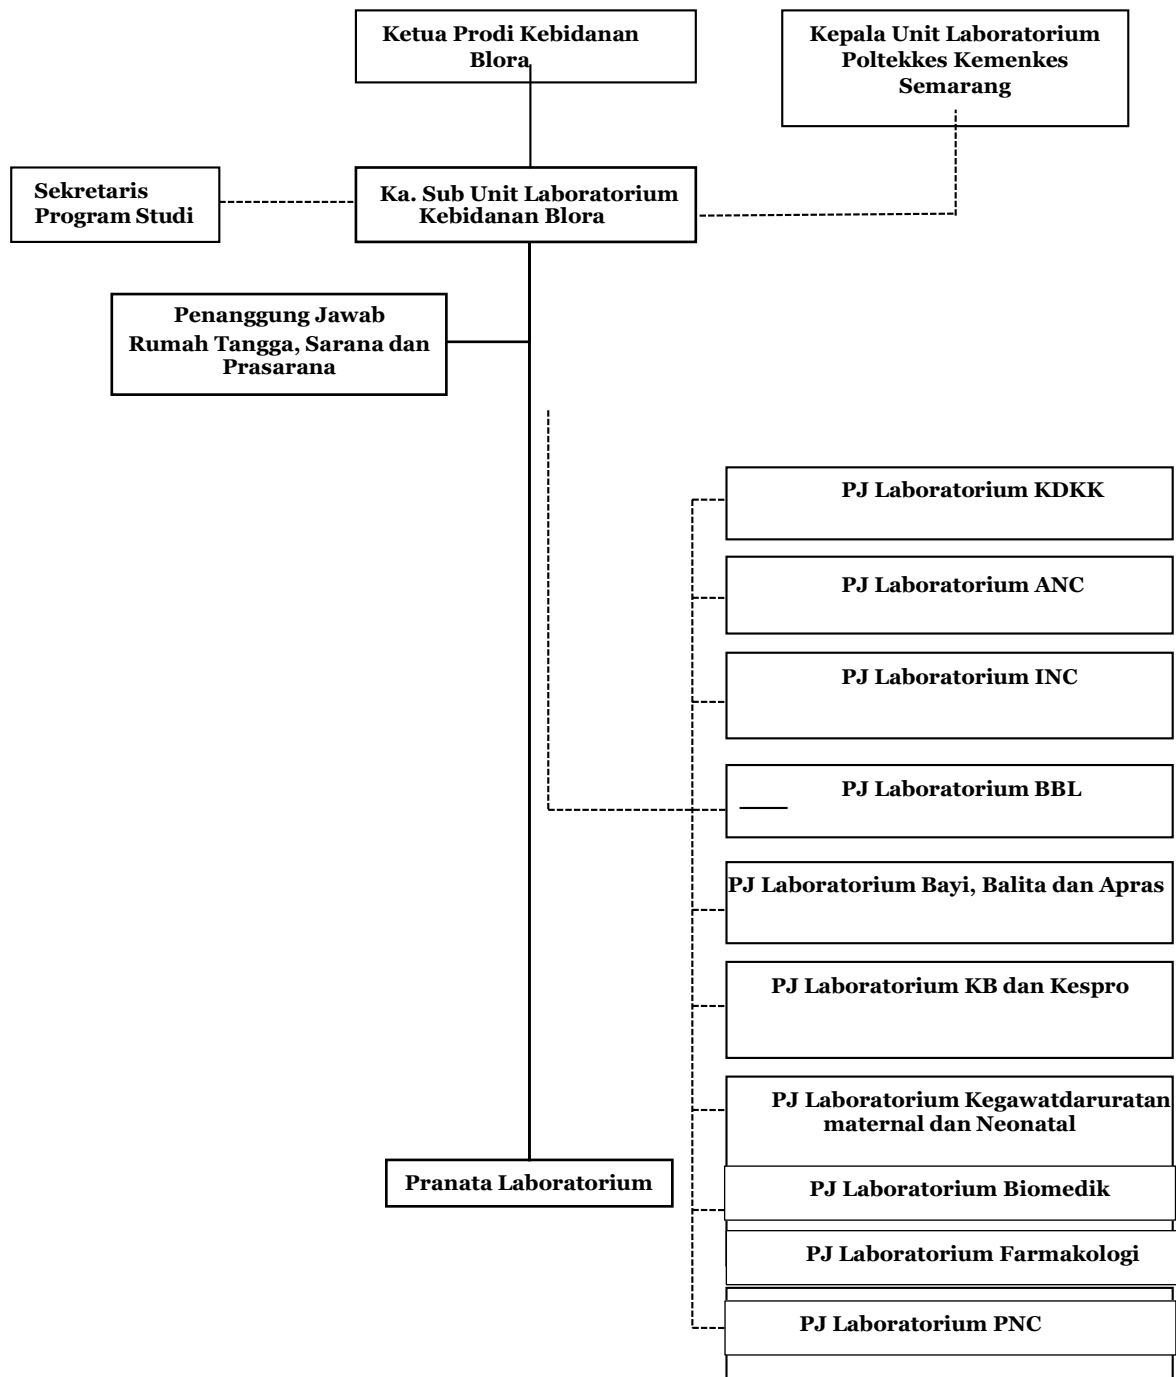 Ketua Prodi Kebidanan
Blora
Kepala Unit Laboratorium
Poltekkes Kemenkes
Semarang
Sekretaris
Program Studi
Ka. Sub Unit Laboratorium
Kebidanan Blora
Penanggung Jawab
Rumah Tangga, Sarana dan
Prasarana
PJ Laboratorium KDKK
PJ Laboratorium ANC
PJ Laboratorium INC
PJ Laboratorium BBL
PJ Laboratorium Bayi, Balita dan Apras
PJ Laboratorium KB dan Kespro
PJ Laboratorium Kegawatdaruratan
maternal dan Neonatal
Pranata Laboratorium
PJ Laboratorium Biomedik
PJ Laboratorium Farmakologi
PJ Laboratorium PNC